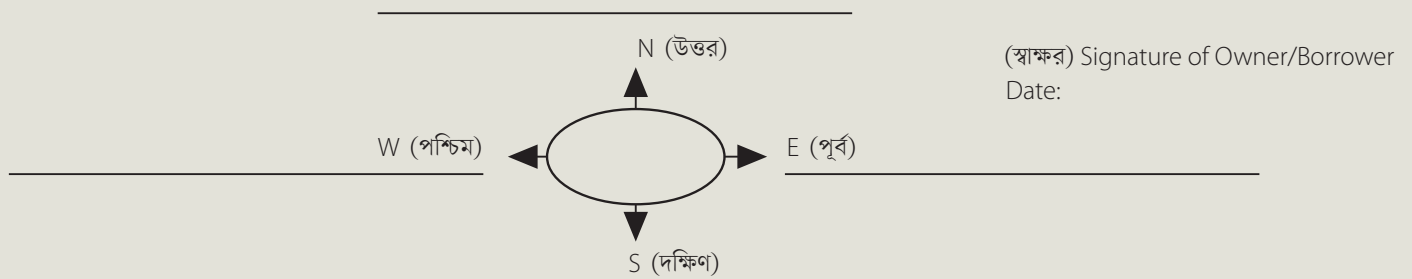 N (উত্তর)
(স্বাক্ষর) Signature of Owner/Borrower
Date:
W (পশ্চিম)
E (পূর্ব)
S (দক্ষিণ)